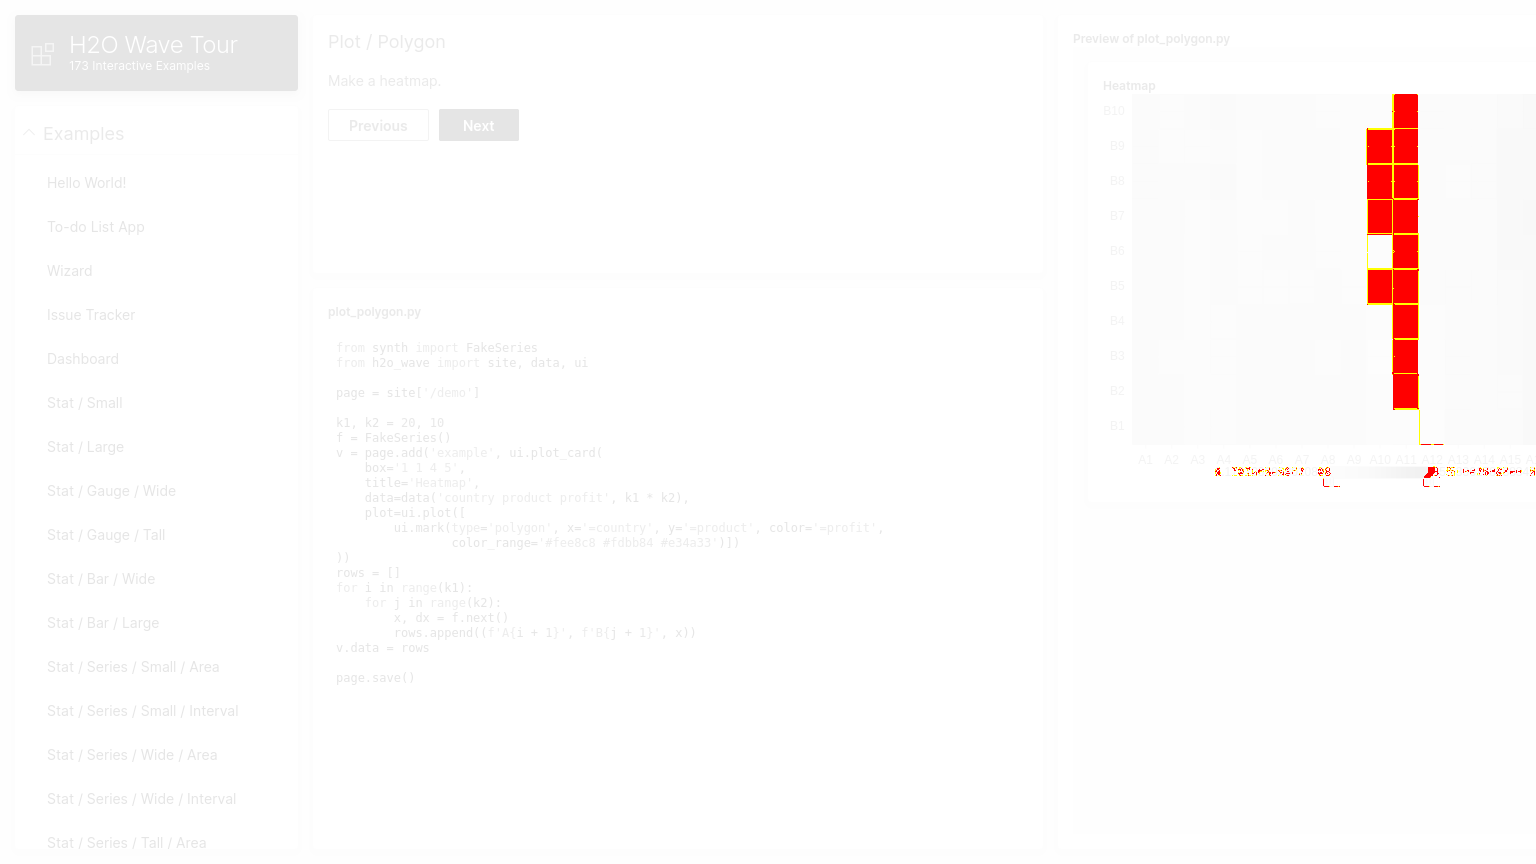 H2O Wave Tour
173 Interactive Examples
Examples
Hello World!
To-do List App
Wizard
Issue Tracker
Dashboard
Stat / Small
Stat / Large
Stat / Gauge / Wide
Stat / Gauge / Tall
Stat / Bar / Wide
Stat / Bar / Large
Stat / Series / Small / Area
Stat / Series / Small / Interval
Stat / Series / Wide / Area
Stat / Series / Wide / Interval
Stat / Series / Tall / Area
Plot / Polygon
Make a heatmap.
Previous Next
plot_polygon.py
from synth import FakeSeries
from h2o_wave import site, data, ui
page = site['/demo']
k1, k2 = 20, 10
f = FakeSeries()
v = page.add('example', ui.plot_card(
    box='1 1 4 5',
    title='Heatmap',
    data=data('country product profit', k1 * k2),
    plot=ui.plot([
        ui.mark(type='polygon', x='=country', y='=product', color='=profit',
                color_range='#fee8c8 #fdbb84 #e34a33')])
))
rows = []
for i in range(k1):
    for j in range(k2):
        x, dx = f.next()
        rows.append((f'A{i + 1}', f'B{j + 1}', x))
v.data = rows
page.save()
Preview of plot_polygon.py
Heatmap
B10
B9
B8
B7
B6
B5
B4
B3
B2
B1
A1 A2 A3 A4 A5 A6 A7 A8 A9 A10 A11 A12 A13 A14 A15